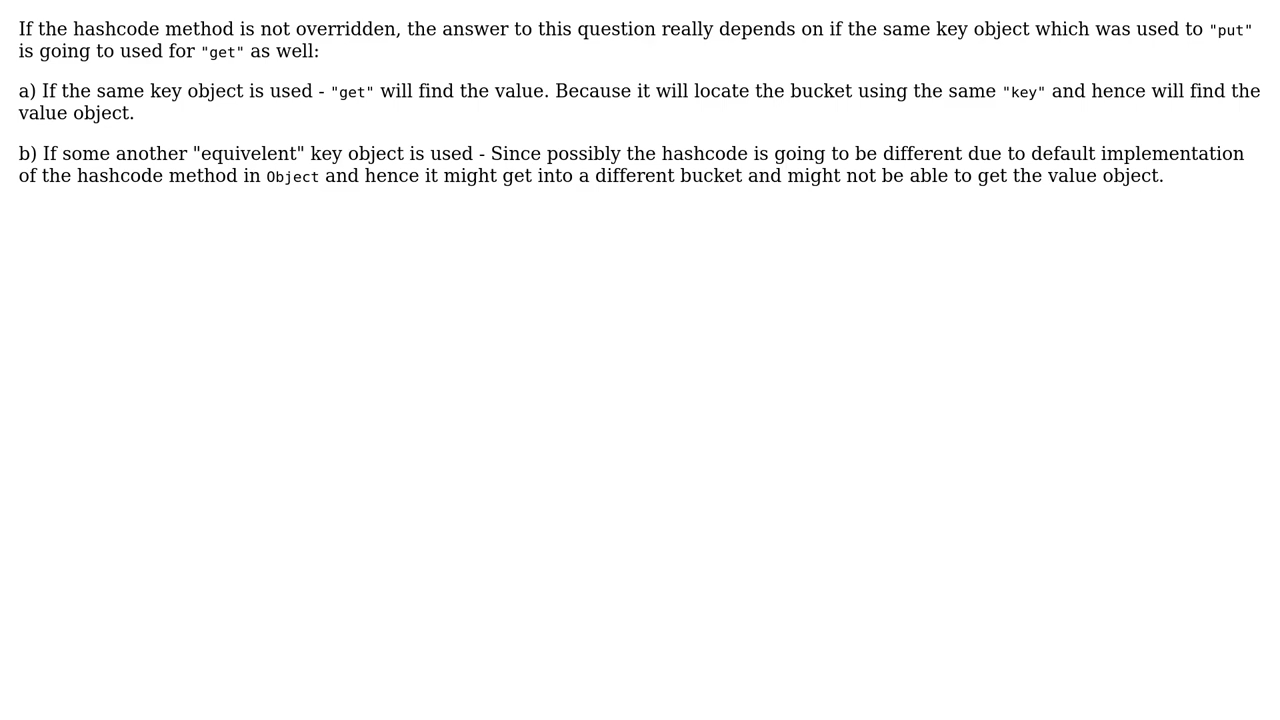 If the hashcode method is not overridden, the answer to this question really depends on if the same key object which was used to "put"
is going to used for "get" as well:
a) If the same key object is used - "get" will find the value. Because it will locate the bucket using the same "key" and hence will find the
value object.
b) If some another "equivelent" key object is used - Since possibly the hashcode is going to be different due to default implementation
of the hashcode method in Object and hence it might get into a different bucket and might not be able to get the value object.